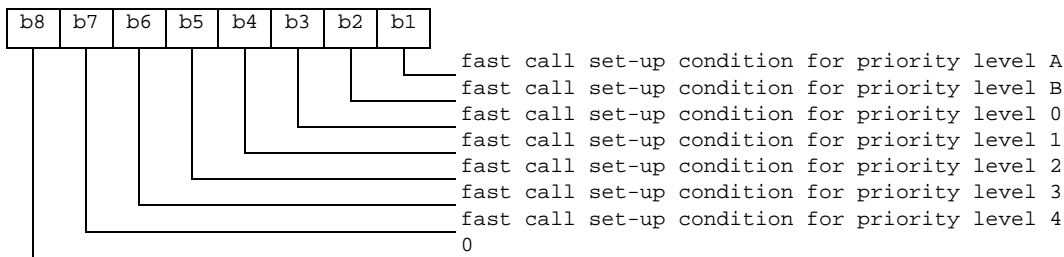 b8 b7 b6 b5 b4 b3 b2 b1
fast call set-up condition for priority level A
fast call set-up condition for priority level B
fast call set-up condition for priority level 0
fast call set-up condition for priority level 1
fast call set-up condition for priority level 2
fast call set-up condition for priority level 3
fast call set-up condition for priority level 4
0